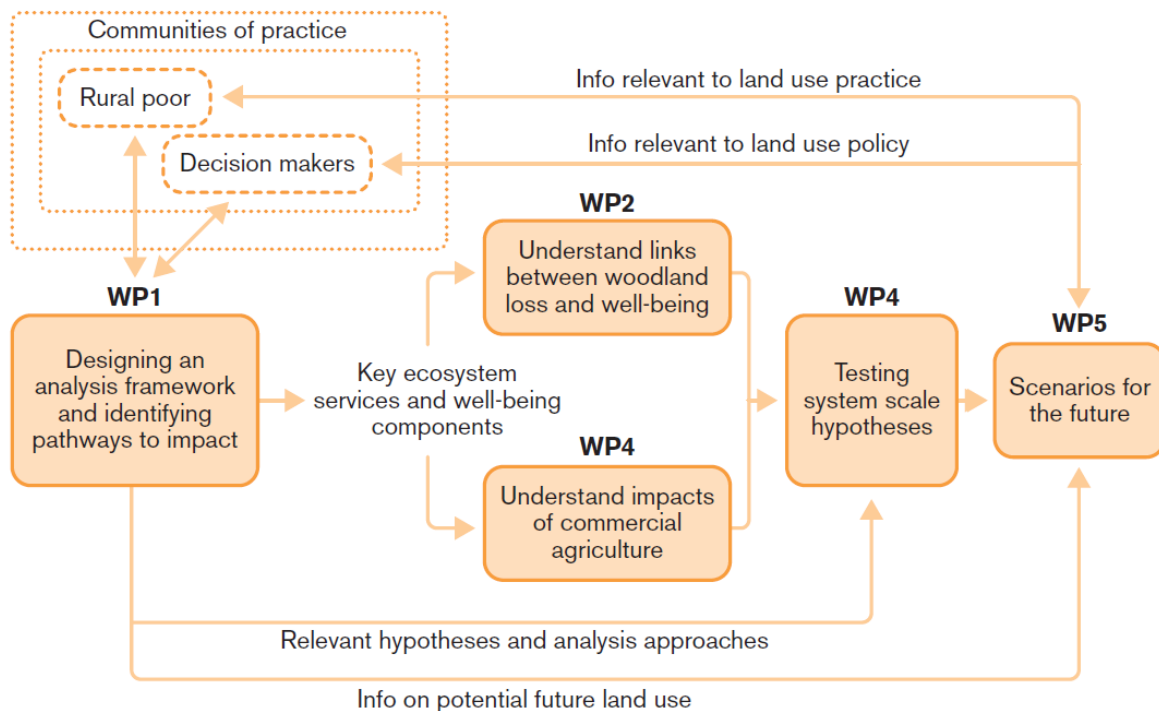 Communities of practice
Rural poor
Decision makers
Info relevant to land use practice
Info relevant to land use policy
WP1
Designing an
analysis framework
and identifying
pathways to impact
Key ecosystem
services and well-being
components
WP2
Understand links
between woodland
loss and well-being
WP4
Understand impacts
of commercial
agriculture
WP4
Testing
system scale
hypotheses
WP5
Scenarios for
the future
Relevant hypotheses and analysis approaches
Info on potential future land use